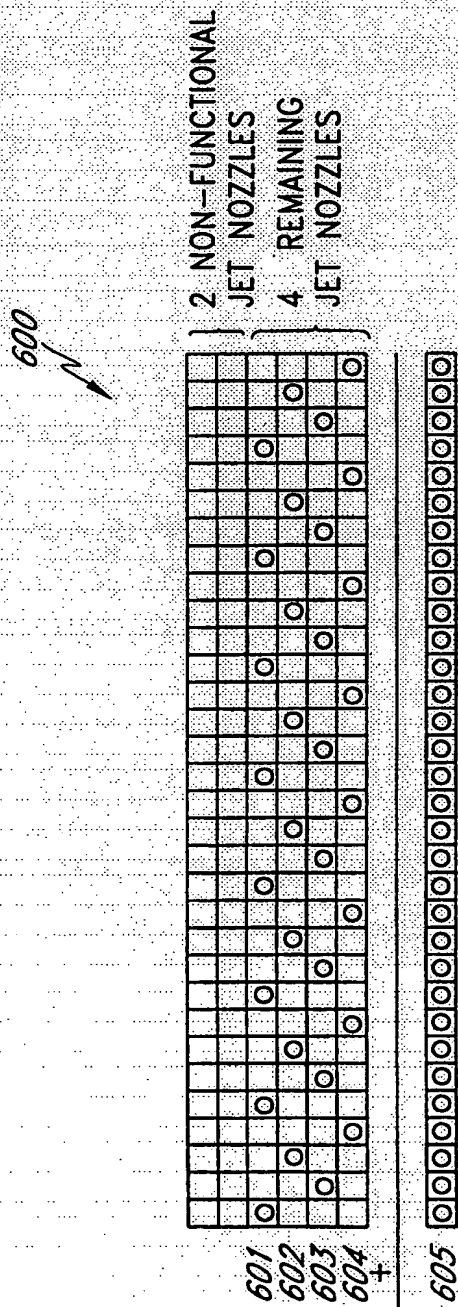 600
2 NON-FUNCTIONAL
JET NOZZLES
4 REMAINING
JET NOZZLES
601
602
603
604
+
605